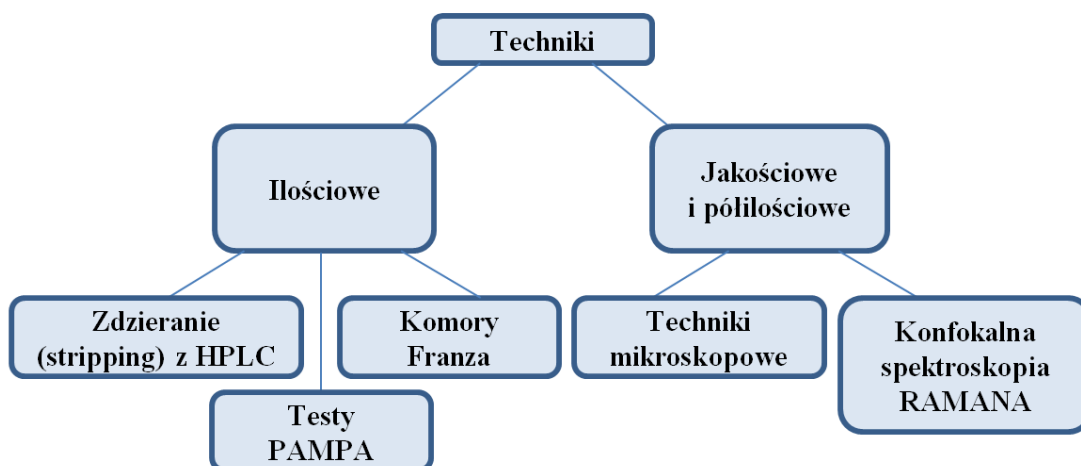 Techniki
Ilościowe
Jakościowe
i półilościowe
Zdzieranie
(stripping) z HPLC
Testy
PAMPA
Komory
Franza
Techniki
mikroskopowe
Konfokalna
spektroskopia
RAMANA